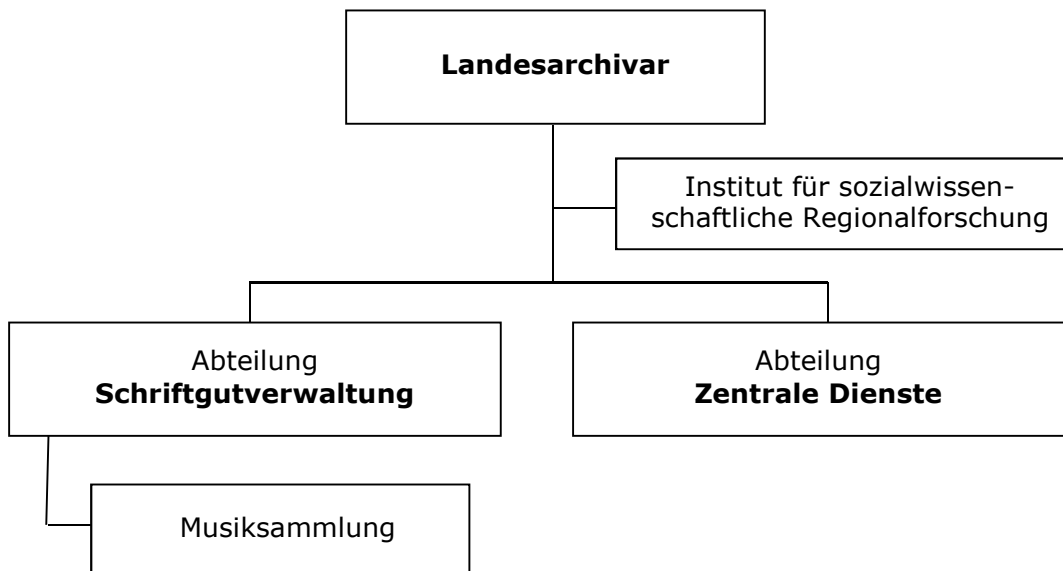 Landesarchivar
Institut für sozialwissen-
schaftliche Regionalforschung
Abteilung
Schriftgutverwaltung
Abteilung
Zentrale Dienste
Musiksammlung